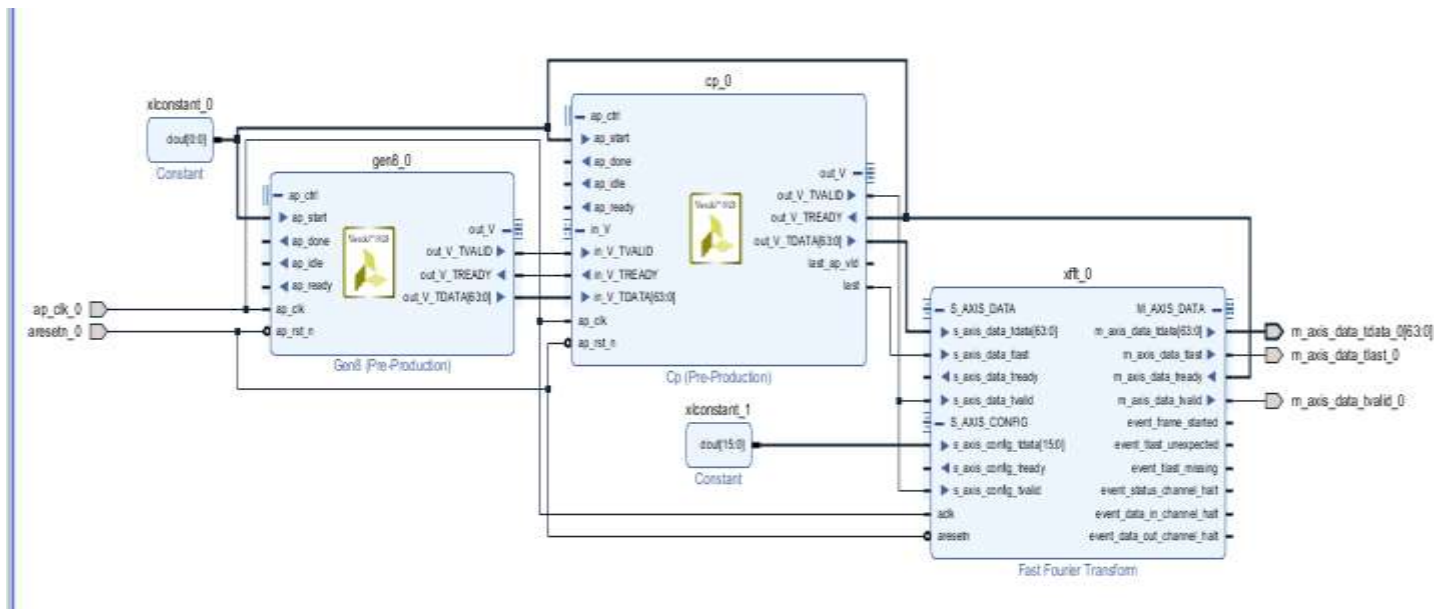 xlconstant_0
dout[0:0]
Constant
gen8_0
ap_ctrl
ap_start
ap_done
ap_idle
ap_ready
ap_clk
ap_rst_n
out_V
out_V_TVALID
out_V_TREADY
out_V_TDATA[63:0]
Gen8 (Pre-Production)
ap_clk_0
aresetn_0
cp_0
ap_ctrl
ap_start
ap_done
ap_idle
ap_ready
in_V
in_V_TVALID
in_V_TREADY
in_V_TDATA[63:0]
ap_clk
ap_rst_n
out_V
out_V_TVALID
out_V_TREADY
out_V_TDATA[63:0]
last_ap_vld
last
Cp (Pre-Production)
xlconstant_1
dout[15:0]
Constant
xfft_0
S_AXIS_DATA
s_axis_data_tdata[63:0]
s_axis_data_tlast
s_axis_data_tready
s_axis_data_tvalid
S_AXIS_CONFIG
s_axis_config_tdata[15:0]
s_axis_config_tready
s_axis_config_tvalid
aclk
aresetn
M_AXIS_DATA
m_axis_data_tdata[63:0]
m_axis_data_tlast
m_axis_data_tready
m_axis_data_tvalid
event_frame_started
event_tlast_unexpected
event_tlast_missing
event_status_channel_halt
event_data_in_channel_halt
event_data_out_channel_halt
Fast Fourier Transform
m_axis_data_tdata_0[63:0]
m_axis_data_tlast_0
m_axis_data_tvalid_0